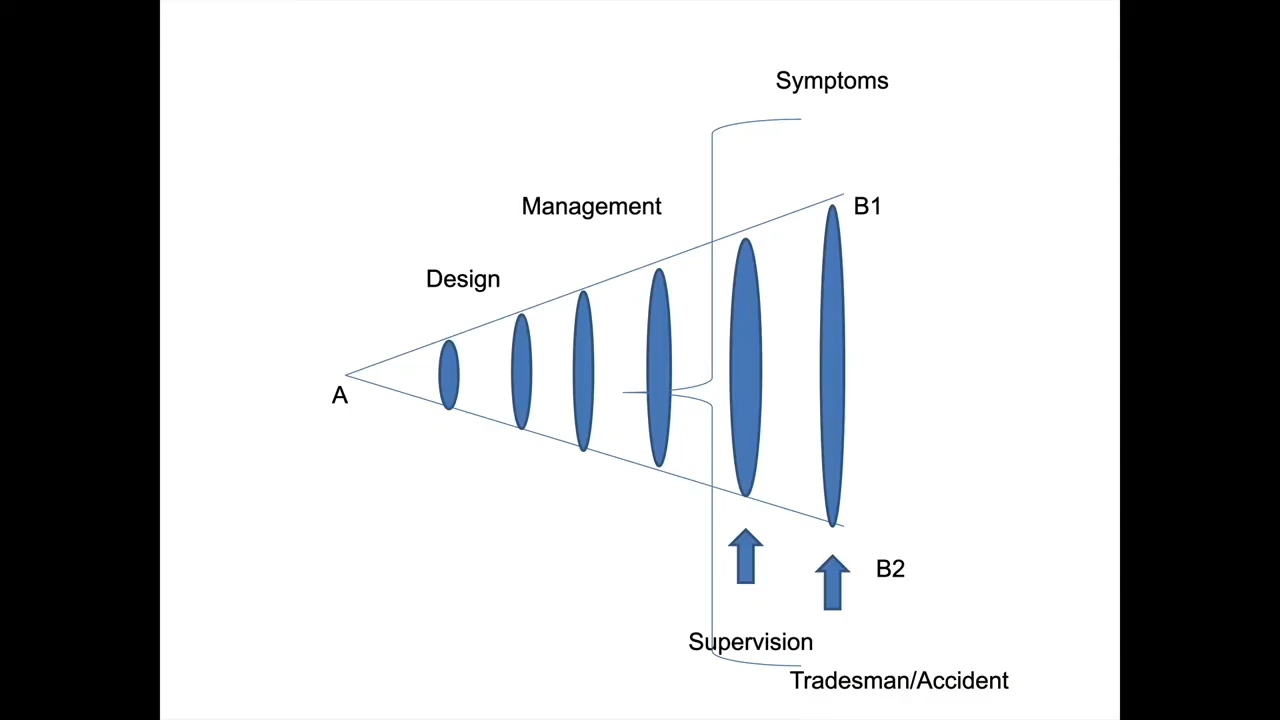 Symptoms
Management
B1
Design
A
B2
Supervision
Tradesman/Accident